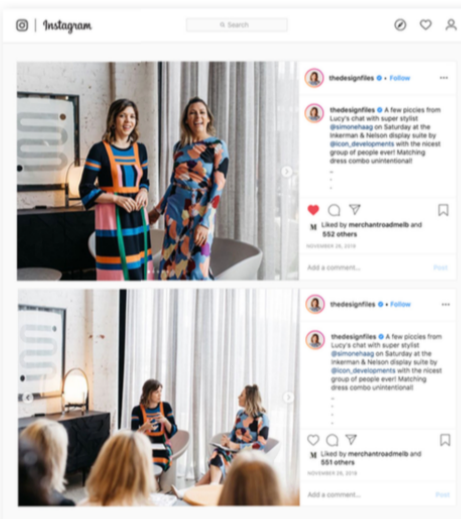 Instagram
Search
thedesignfiles • Follow
thedesignfiles A few piccies from
Lucy's chat with super stylist
@simonehaag on Saturday at the
Inkerman & Nelson display suite by
@icon_developments with the nicest
group of people ever! Matching
dress combo unintentional!
Liked by merchantroadmelb and
552 others
NOVEMBER 26, 2018
Add a comment...
Post
thedesignfiles • Follow
thedesignfiles A few piccies from
Lucy's chat with super stylist
@simonehaag on Saturday at the
Inkerman & Nelson display suite by
@icon_developments with the nicest
group of people ever! Matching
dress combo unintentional!
Liked by merchantroadmelb and
551 others
NOVEMBER 26, 2018
Add a comment...
Post